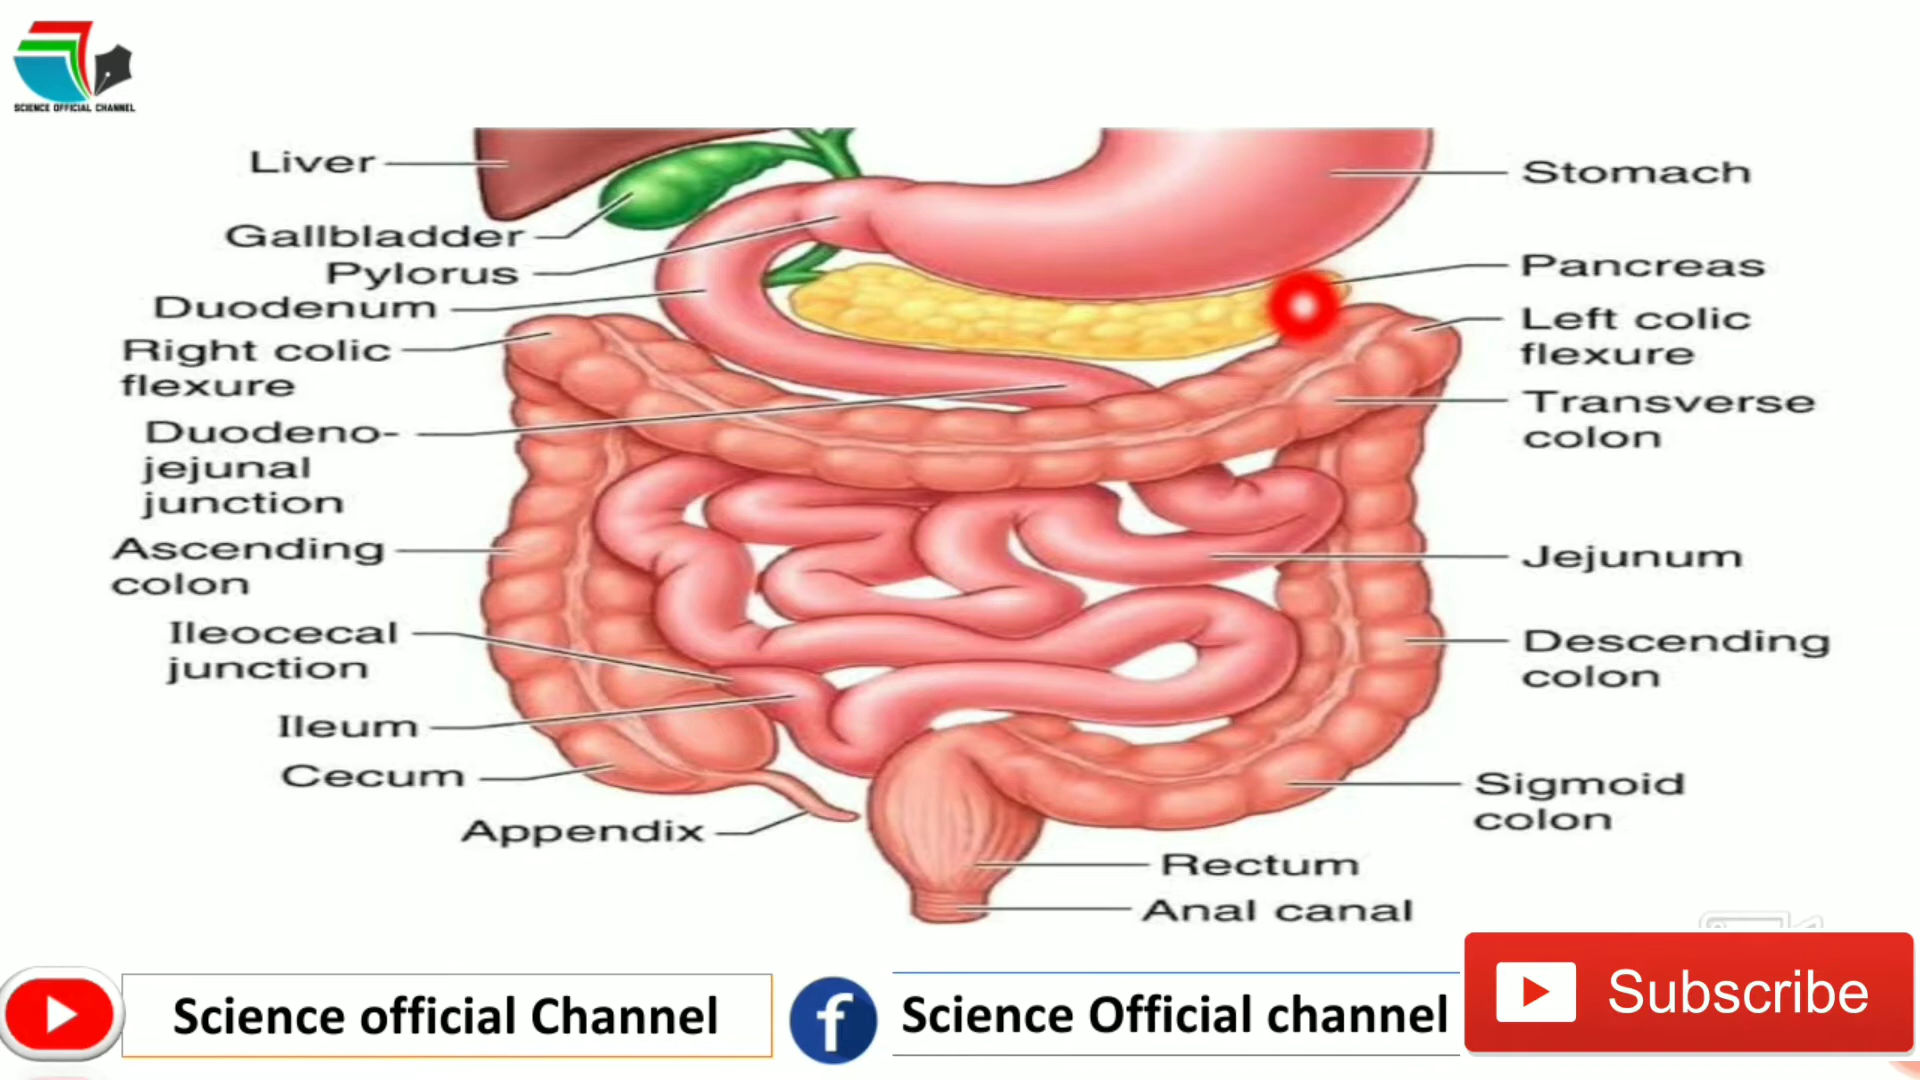 SCIENCE OFFICIAL CHANNEL
Liver
Gallbladder
Pylorus
Duodenum
Right colic
flexure
Duodeno-
jejunal
junction
Ascending
colon
Ileocecal
junction
Ileum
Cecum
Appendix
Stomach
Pancreas
Left colic
flexure
Transverse
colon
Jejunum
Descending
colon
Sigmoid
colon
Rectum
Anal canal
Science official Channel
f Science Official channel
Subscribe